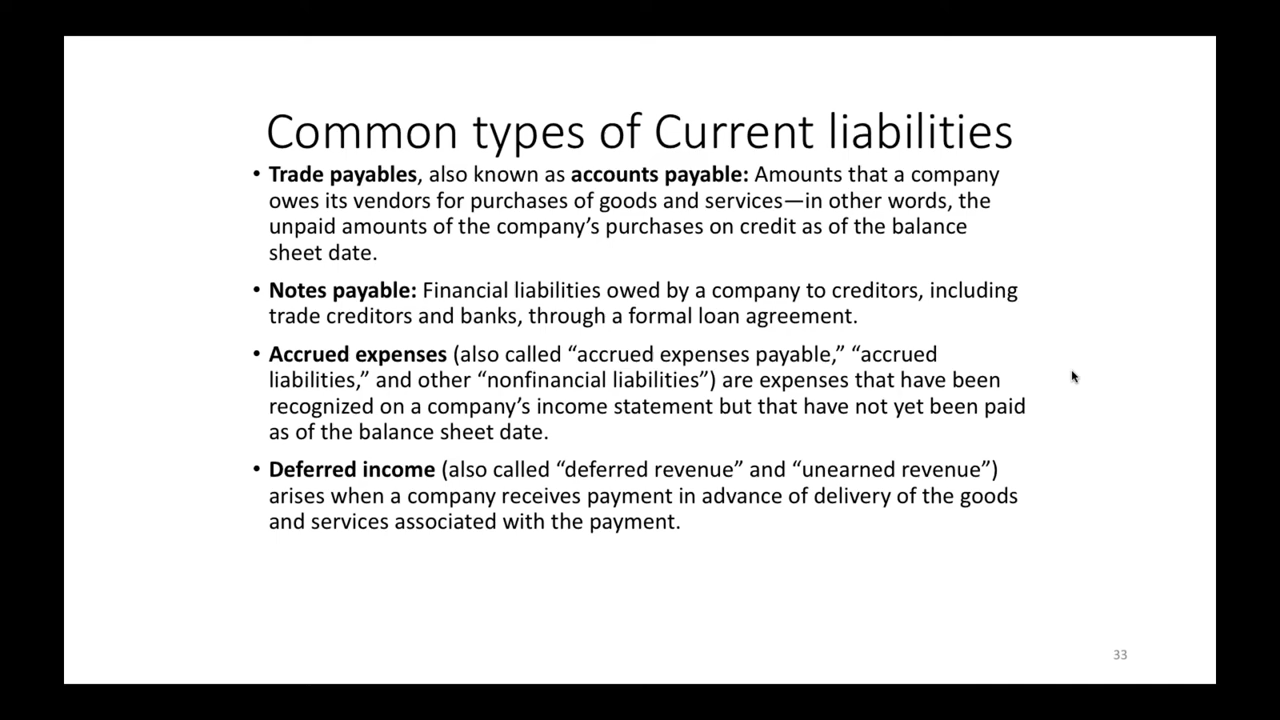 Common types of Current liabilities
• Trade payables, also known as accounts payable: Amounts that a company
owes its vendors for purchases of goods and services—in other words, the
unpaid amounts of the company’s purchases on credit as of the balance
sheet date.
• Notes payable: Financial liabilities owed by a company to creditors, including
trade creditors and banks, through a formal loan agreement.
• Accrued expenses (also called “accrued expenses payable,” “accrued
liabilities,” and other “nonfinancial liabilities”) are expenses that have been
recognized on a company’s income statement but that have not yet been paid
as of the balance sheet date.
• Deferred income (also called “deferred revenue” and “unearned revenue”)
arises when a company receives payment in advance of delivery of the goods
and services associated with the payment.
33